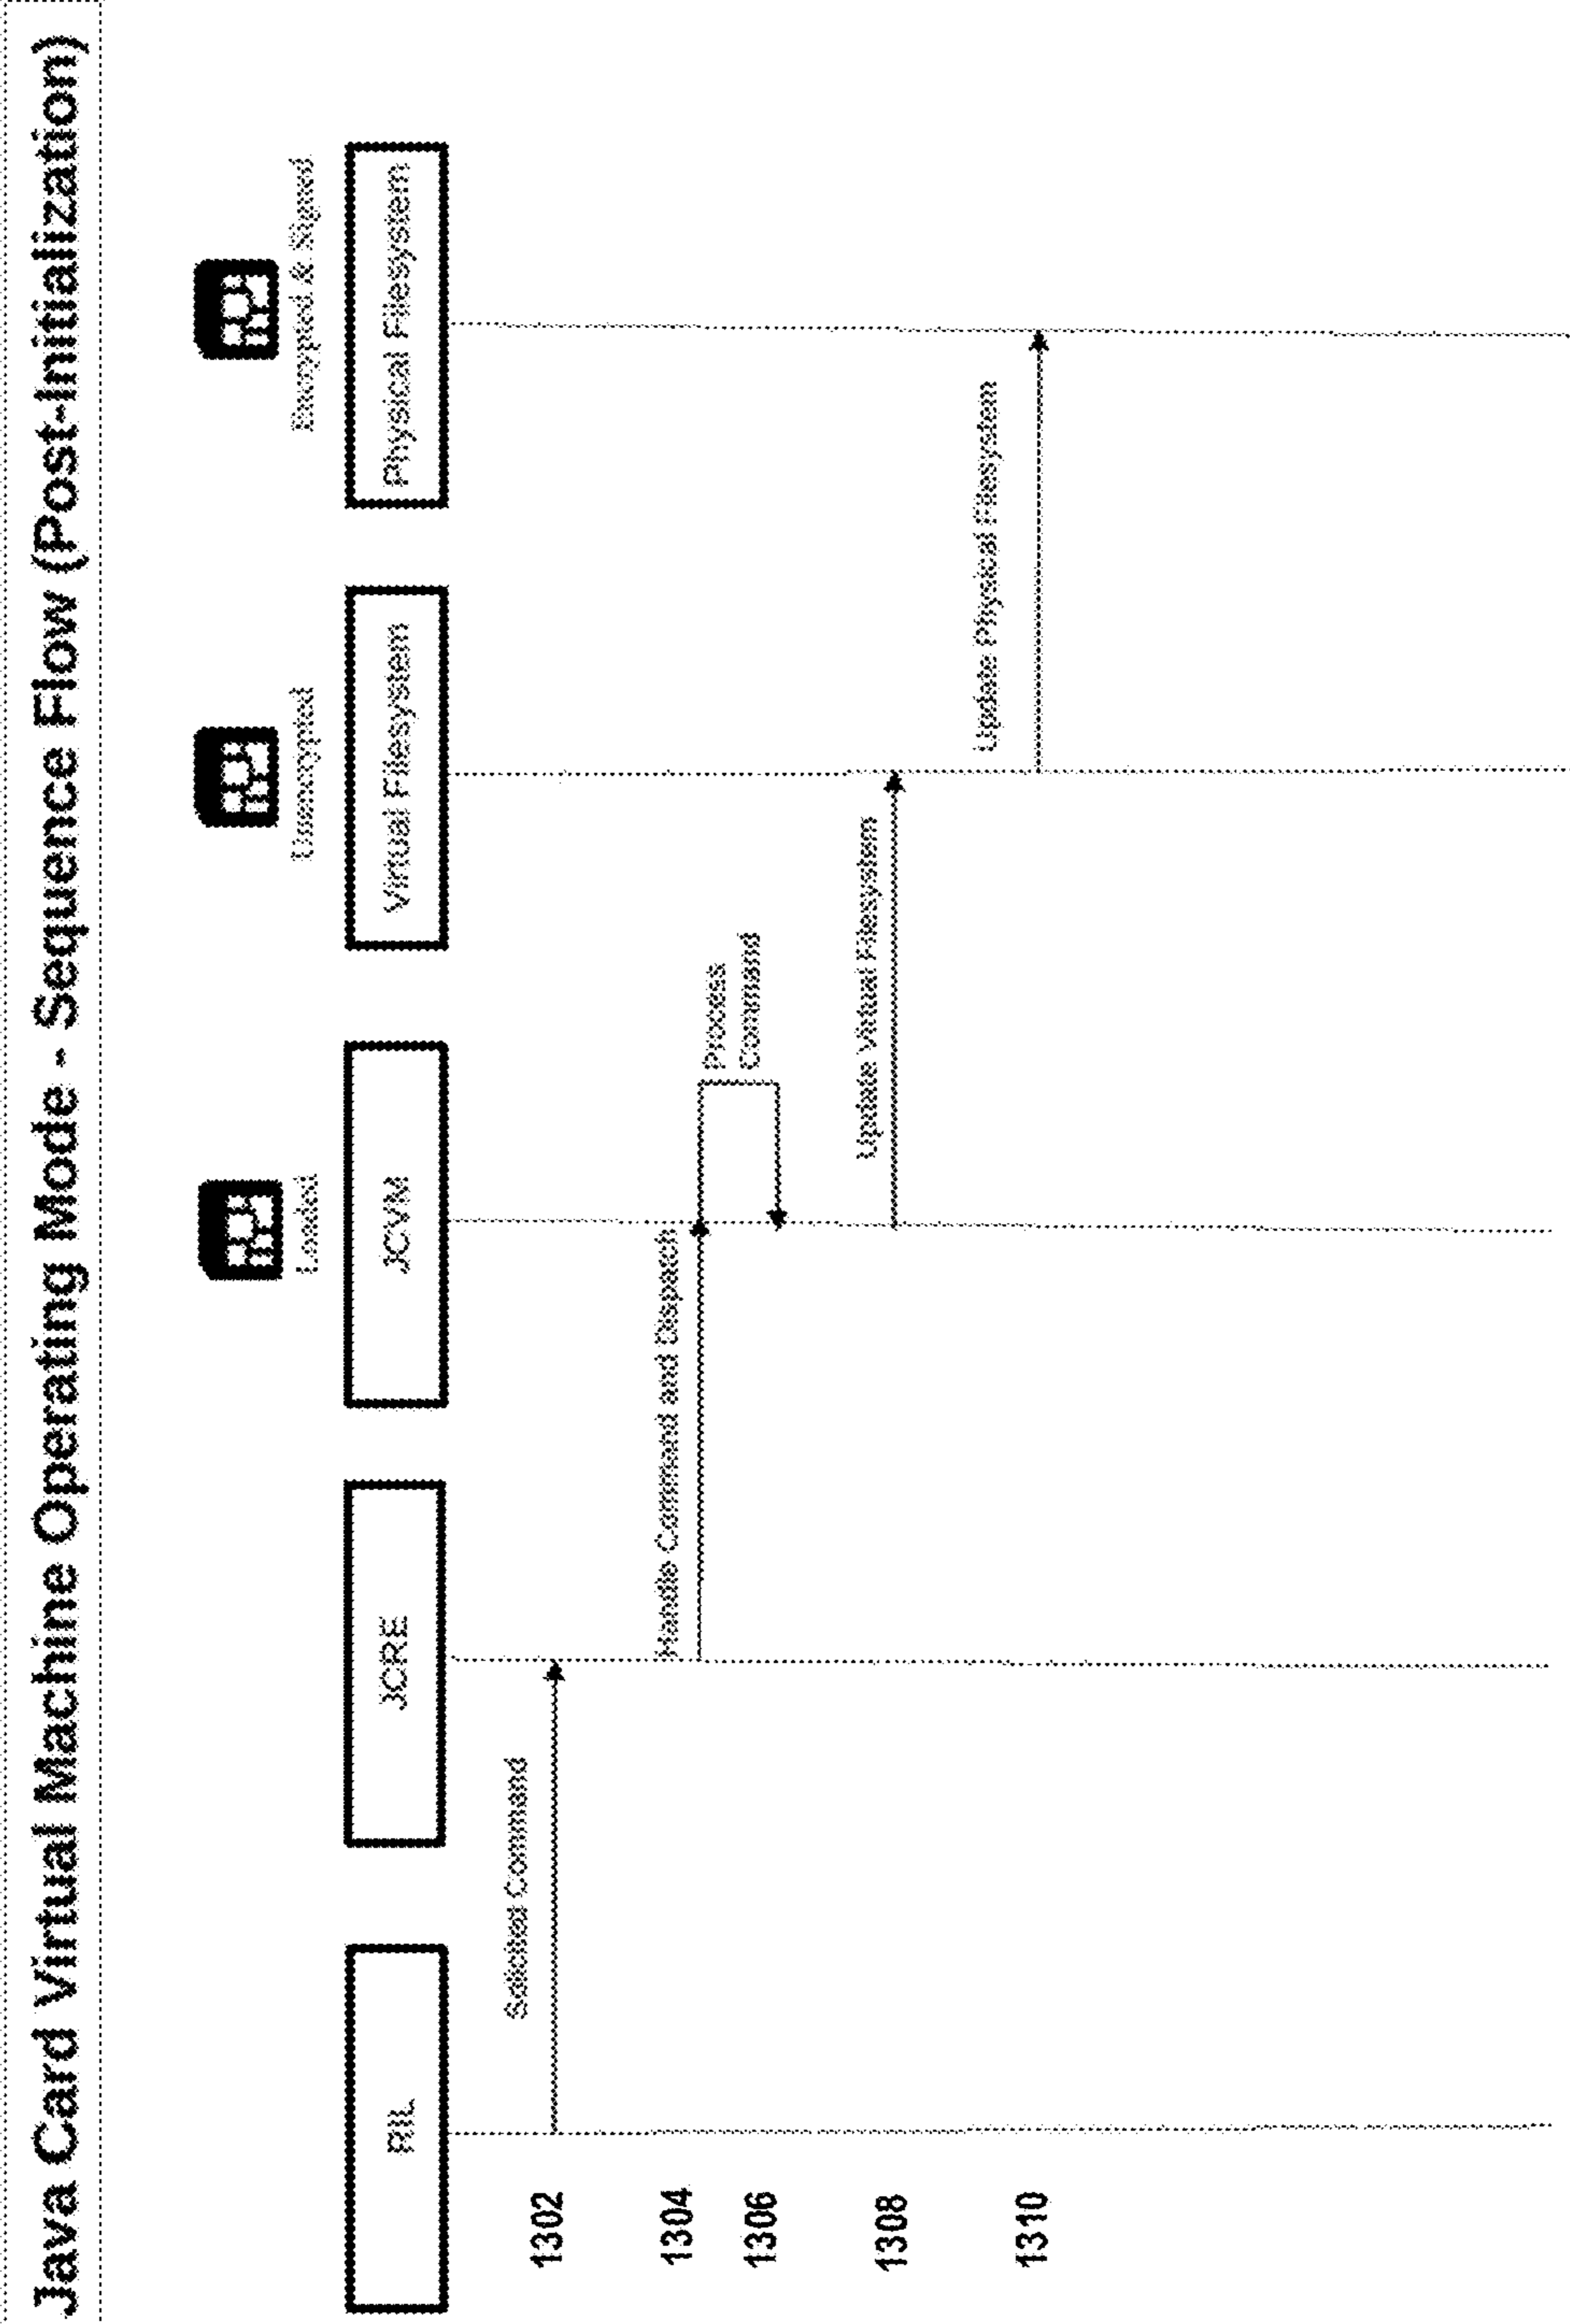 Java Card Virtual Machine Operating Mode - Sequence Flow (Post-Initialization)
Loaded
Unencrypted
Encrypted & Signed
RIL
JCRE
JCVM
Virtual Filesystem
Physical Filesystem
1302
Solicited Command
1304
Handle Command and Dispatch
1306
Process
Command
1308
Update Virtual Filesystem
1310
Update Physical Filesystem